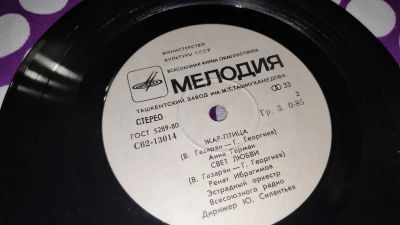 МИНИСТЕРСТВО
КУЛЬТУРЫ СССР
ВСЕСОЮЗНАЯ ФИРМА ГРАМПЛАСТИНОК
МЕЛОДИЯ
ТАШКЕНТСКИЙ ЗАВОД ИМ. М.Т. ТАШМУХАМЕДОВА
СТЕРЕО
33
ГОСТ 5289-80
2
С62-13014
Гр. 3. 0-85
ЖАР-ПТИЦА
(В. Газарян — Г. Георгиев)
Анна Герман
СВЕТ ЛЮБВИ
(В. Газарян — Г. Георгиев)
Ренат Ибрагимов
Эстрадный оркестр
Всесоюзного радио
Дирижер Ю. Силантьев